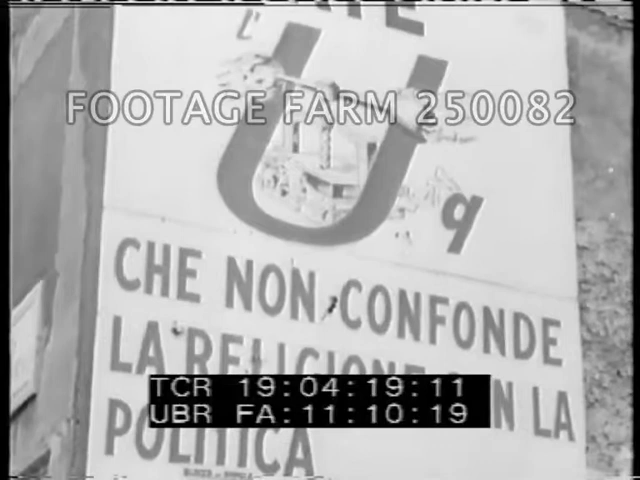 L'
U
q
FOOTAGE FARM 250082
CHE NON CONFONDE
LA RELIGIONE CON LA
POLITICA
TCR 19:04:19:11
UBR FA:11:10:19